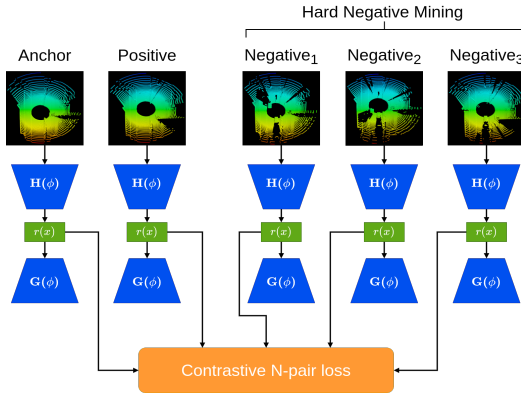 Hard Negative Mining
Anchor Positive Negative₁ Negative₂ Negative₃
H(ϕ) H(ϕ) H(ϕ) H(ϕ) H(ϕ)
r(x) r(x) r(x) r(x) r(x)
G(ϕ) G(ϕ) G(ϕ) G(ϕ) G(ϕ)
Contrastive N-pair loss